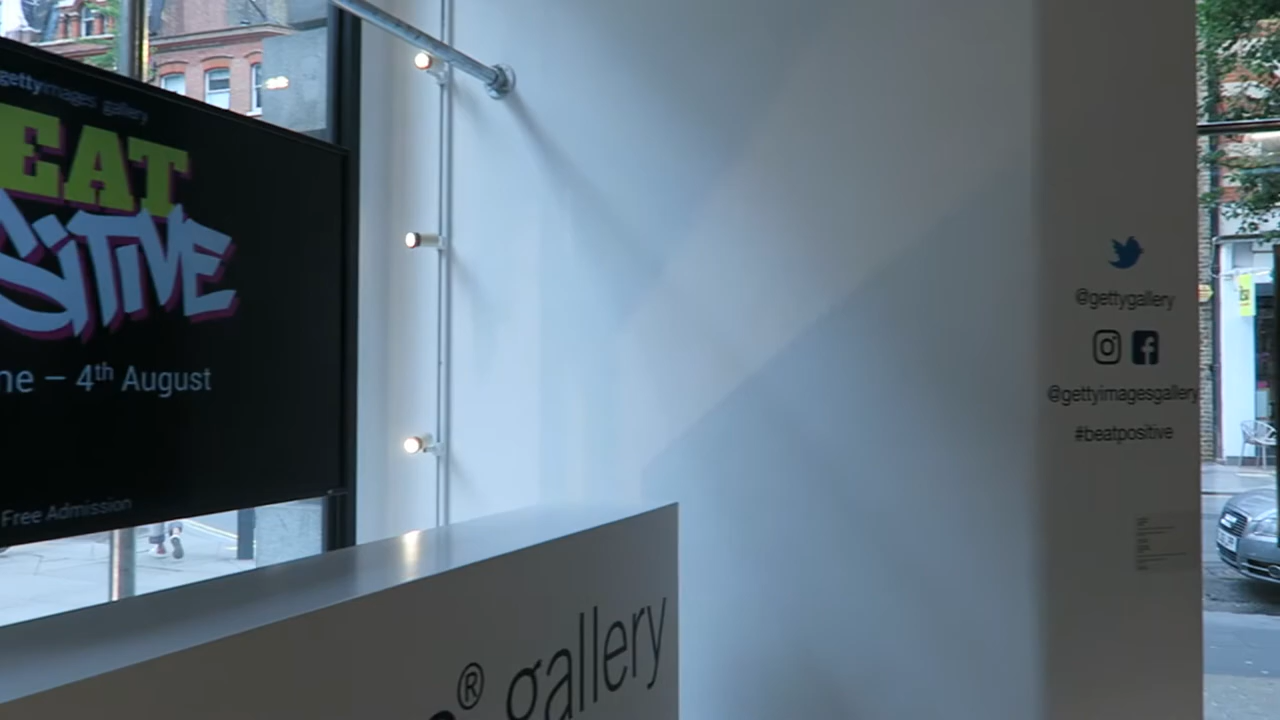 gettyimages gallery
EAT
SITIVE
ne – 4th August
Free Admission
® gallery
@gettygallery
@gettyimagesgallery
#beatpositive